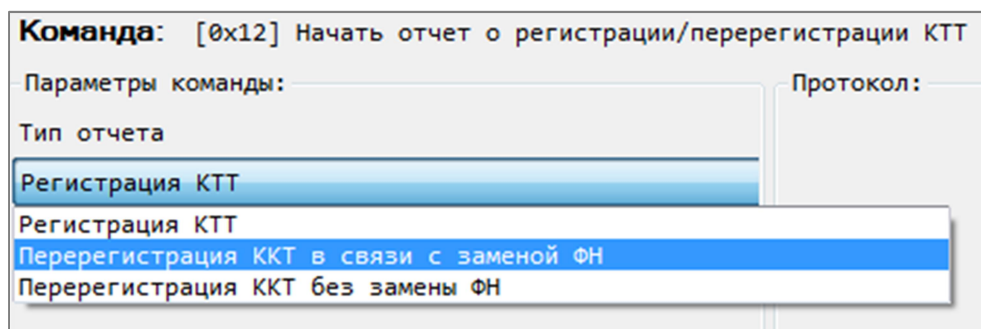 Команда: [0x12] Начать отчет о регистрации/перерегистрации КТТ
Параметры команды:
Протокол:
Тип отчета
Регистрация КТТ
Регистрация КТТ
Перерегистрация ККТ в связи с заменой ФН
Перерегистрация ККТ без замены ФН